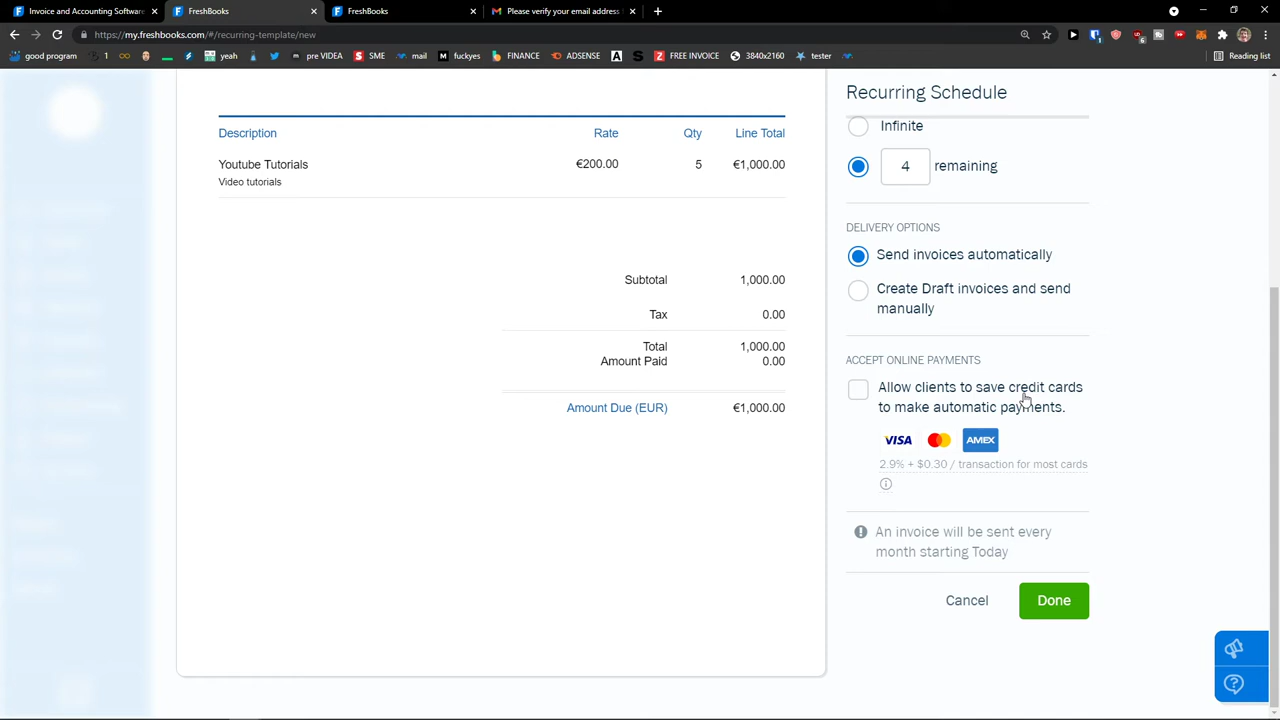 Invoice and Accounting Software
FreshBooks
FreshBooks
Please verify your email address
https://my.freshbooks.com/#/recurring-template/new
good program
1
yeah
pre VIDEA
SME
mail
fuckyes
FINANCE
ADSENSE
FREE INVOICE
3840x2160
tester
Reading list
Recurring Schedule
Infinite
4 remaining
Description Rate Qty Line Total
Youtube Tutorials €200.00 5 €1,000.00
Video tutorials
Subtotal 1,000.00
Tax 0.00
Total 1,000.00
Amount Paid 0.00
Amount Due (EUR) €1,000.00
DELIVERY OPTIONS
Send invoices automatically
Create Draft invoices and send
manually
ACCEPT ONLINE PAYMENTS
Allow clients to save credit cards
to make automatic payments.
VISA
AMEX
2.9% + $0.30 / transaction for most cards
An invoice will be sent every
month starting Today
Cancel
Done